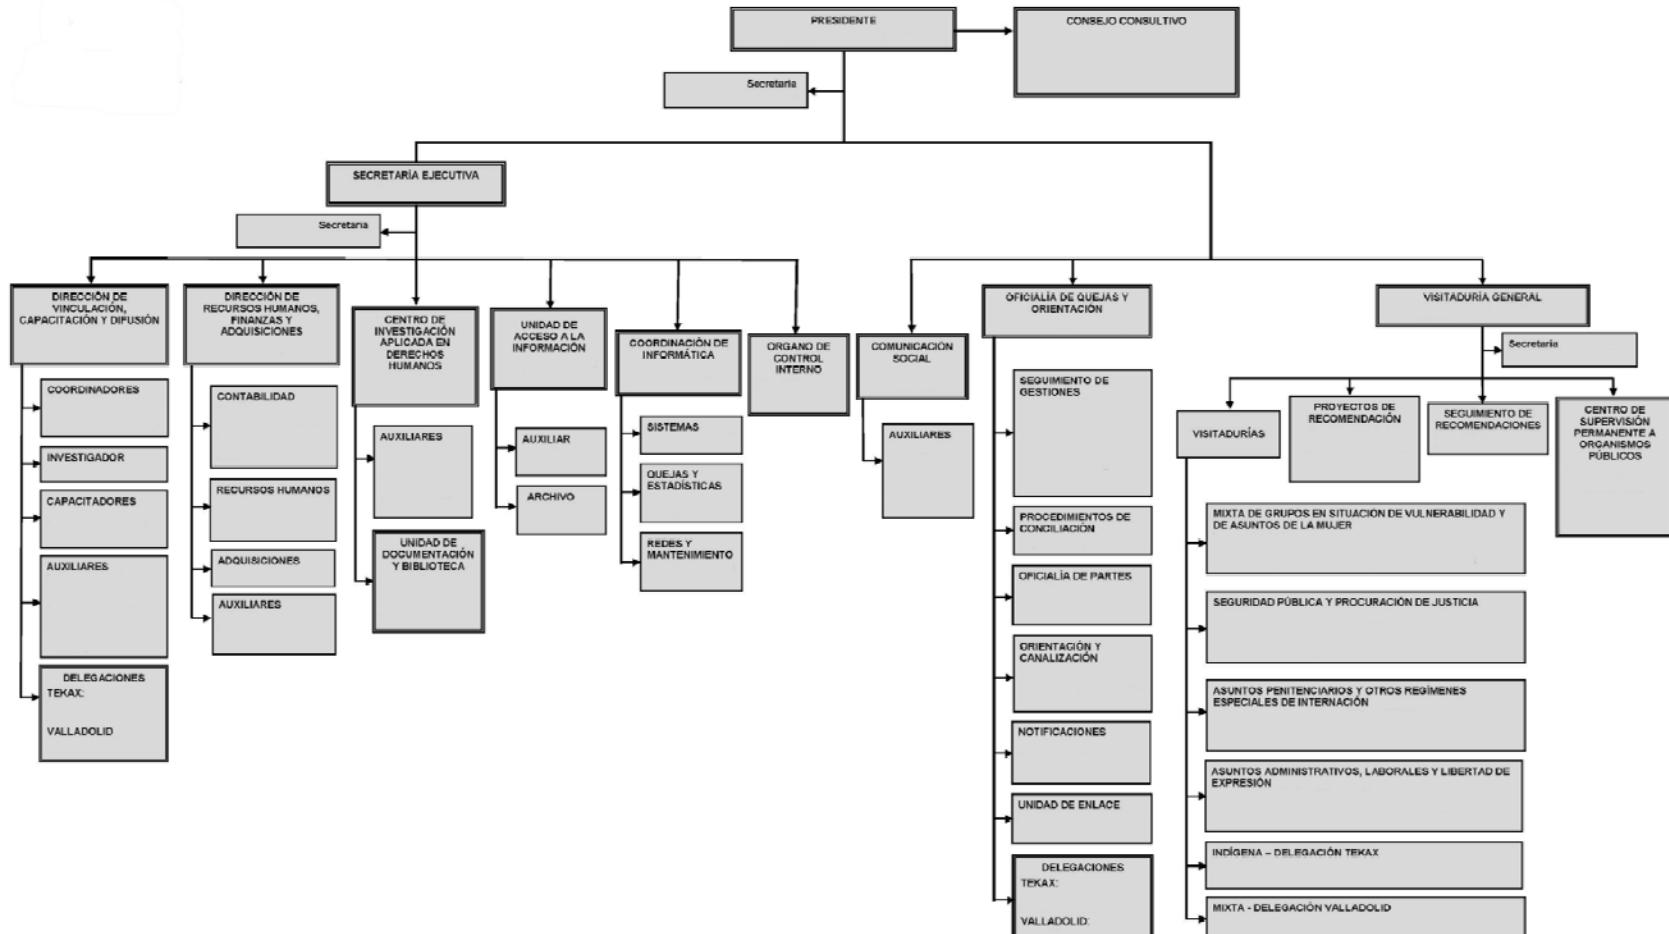 PRESIDENTE
CONSEJO CONSULTIVO
Secretaria
SECRETARÍA EJECUTIVA
Secretaria
DIRECCIÓN DE
VINCULACIÓN,
CAPACITACIÓN Y DIFUSIÓN
COORDINADORES
INVESTIGADOR
CAPACITADORES
AUXILIARES
DELEGACIONES
TEKAX:
VALLADOLID
DIRECCIÓN DE
RECURSOS HUMANOS,
FINANZAS Y
ADQUISICIONES
CONTABILIDAD
RECURSOS HUMANOS
ADQUISICIONES
AUXILIARES
CENTRO DE
INVESTIGACIÓN
APLICADA EN
DERECHOS
HUMANOS
AUXILIARES
UNIDAD DE
DOCUMENTACIÓN
Y BIBLIOTECA
UNIDAD DE
ACCESO A LA
INFORMACIÓN
AUXILIAR
ARCHIVO
COORDINACIÓN DE
INFORMÁTICA
SISTEMAS
QUEJAS Y
ESTADÍSTICAS
REDES Y
MANTENIMIENTO
ORGANO DE
CONTROL
INTERNO
COMUNICACIÓN
SOCIAL
AUXILIARES
OFICIALÍA DE QUEJAS Y
ORIENTACIÓN
SEGUIMIENTO DE
GESTIONES
PROCEDIMIENTOS DE
CONCILIACIÓN
OFICIALÍA DE PARTES
ORIENTACIÓN Y
CANALIZACIÓN
NOTIFICACIONES
UNIDAD DE ENLACE
DELEGACIONES
TEKAX:
VALLADOLID:
VISITADURÍA GENERAL
Secretaria
VISITADURÍAS
PROYECTOS DE
RECOMENDACIÓN
SEGUIMIENTO DE
RECOMENDACIONES
CENTRO DE
SUPERVISIÓN
PERMANENTE A
ORGANISMOS
PÚBLICOS
MIXTA DE GRUPOS EN SITUACIÓN DE VULNERABILIDAD Y
DE ASUNTOS DE LA MUJER
SEGURIDAD PÚBLICA Y PROCURACIÓN DE JUSTICIA
ASUNTOS PENITENCIARIOS Y OTROS REGÍMENES
ESPECIALES DE INTERNACIÓN
ASUNTOS ADMINISTRATIVOS, LABORALES Y LIBERTAD DE
EXPRESIÓN
INDÍGENA – DELEGACIÓN TEKAX
MIXTA - DELEGACIÓN VALLADOLID